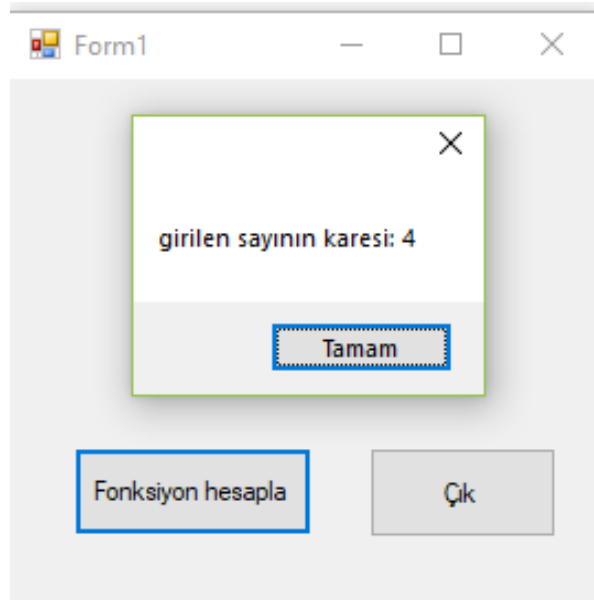 Form1
girilen sayının karesi: 4
Tamam
Fonksiyon hesapla
Çık